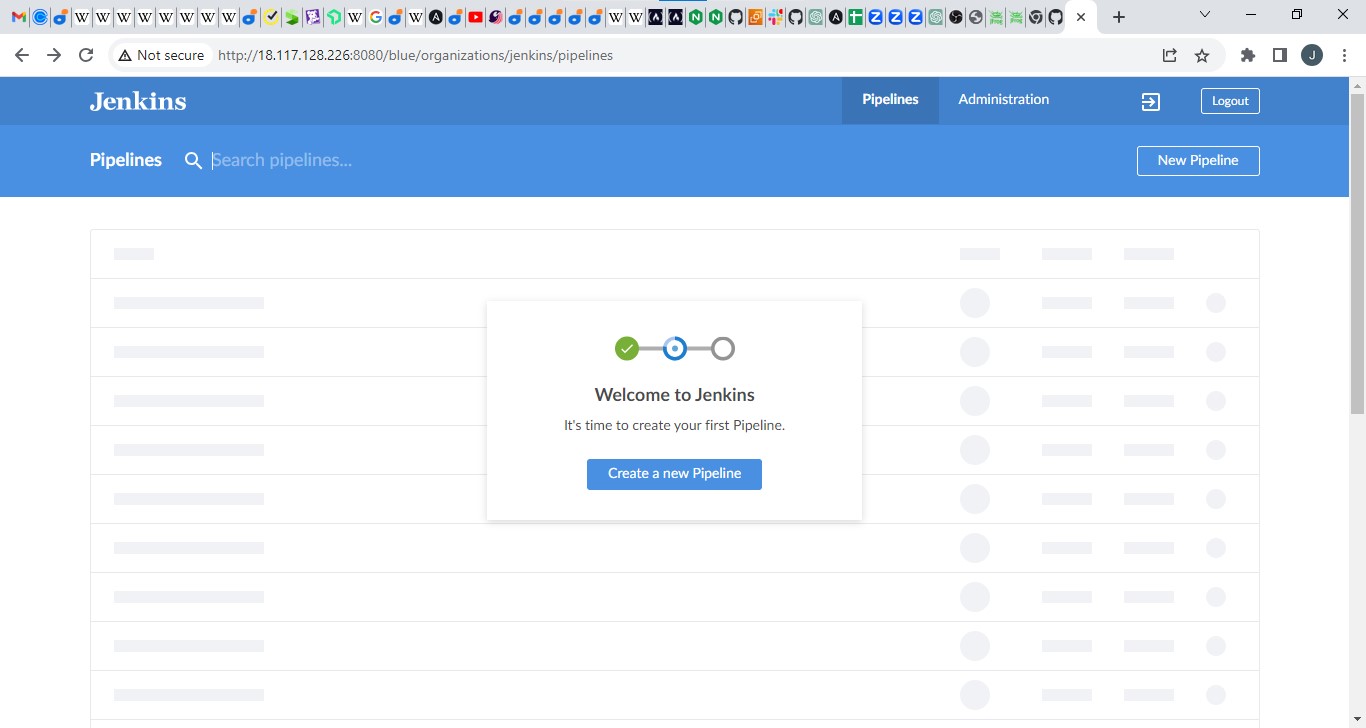 Not secure
http://18.117.128.226:8080/blue/organizations/jenkins/pipelines
J
Jenkins
Pipelines
Administration
Logout
Pipelines
Search pipelines...
New Pipeline
Welcome to Jenkins
It's time to create your first Pipeline.
Create a new Pipeline